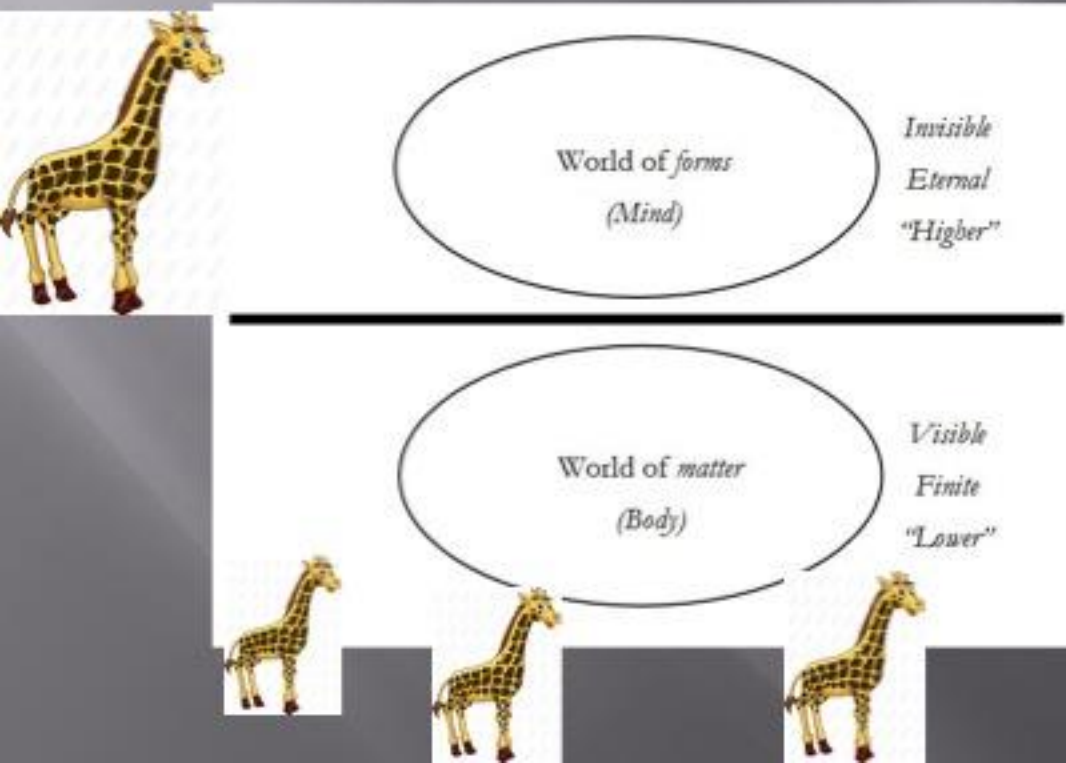 World of forms
(Mind)
Invisible
Eternal
“Higher”
World of matter
(Body)
Visible
Finite
“Lower”